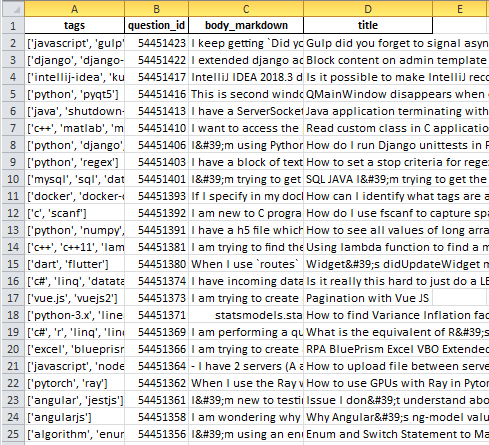 A B C D E
1 tags question_id body_markdown title
2 ['javascript', 'gulp' 54451423 I keep getting `Did yo Gulp did you forget to signal asyn
3 ['django', 'django- 54451422 I extended django ad Block content on admin template
4 ['intellij-idea', 'ku 54451417 IntelliJ IDEA 2018.3 d Is it possible to make IntelliJ reco
5 ['python', 'pyqt5'] 54451416 This is second windo QMainWindow disappears when
6 ['java', 'shutdown- 54451413 I have a ServerSocket Java application terminating with
7 ['c++', 'matlab', 'm 54451410 I want to access the Read custom class in C application
8 ['python', 'django', 54451406 I&#39;m using Python How do I run Django unittests in P
9 ['python', 'regex'] 54451403 I have a block of text How to set a stop criteria for regex
10 ['mysql', 'sql', 'dat 54451401 I&#39;m trying to get SQL JAVA I&#39;m trying to get the
11 ['docker', 'docker-c 54451393 If I specify in my dock How can I identify what tags are a
12 ['c', 'scanf'] 54451392 I am new to C progra How do I use fscanf to capture spa
13 ['python', 'numpy', 54451391 I have a h5 file which How to see all values of long arra
14 ['c++', 'c++11', 'lam 54451381 I am trying to find the Using lambda function to find a m
15 ['dart', 'flutter'] 54451380 When I use `routes` Widget&#39;s didUpdateWidget m
16 ['c#', 'linq', 'datata 54451374 I have incoming data Is it really this hard to just do a LE
17 ['vue.js', 'vuejs2'] 54451373 I am trying to create Pagination with Vue JS
18 ['python-3.x', 'line 54451371 statsmodels.sta How to find Variance Inflation fac
19 ['c#', 'r', 'linq', 'linq 54451369 I am performing a qu What is the equivalent of R&#39;s
20 ['excel', 'blueprism 54451366 I am trying to create RPA BluePrism Excel VBO Extended
21 ['javascript', 'node 54451364 - I have 2 servers (A a How to upload file between serve
22 ['pytorch', 'ray'] 54451362 When I use the Ray w How to use GPUs with Ray in Pytor
23 ['angular', 'jestjs'] 54451361 I&#39;m new to testin Issue I don&#39;t understand abou
24 ['angularjs'] 54451358 I am wondering why Why Angular&#39;s ng-model valu
25 ['algorithm', 'enum 54451356 I&#39;m using an enu Enum and Switch Statement to Ma